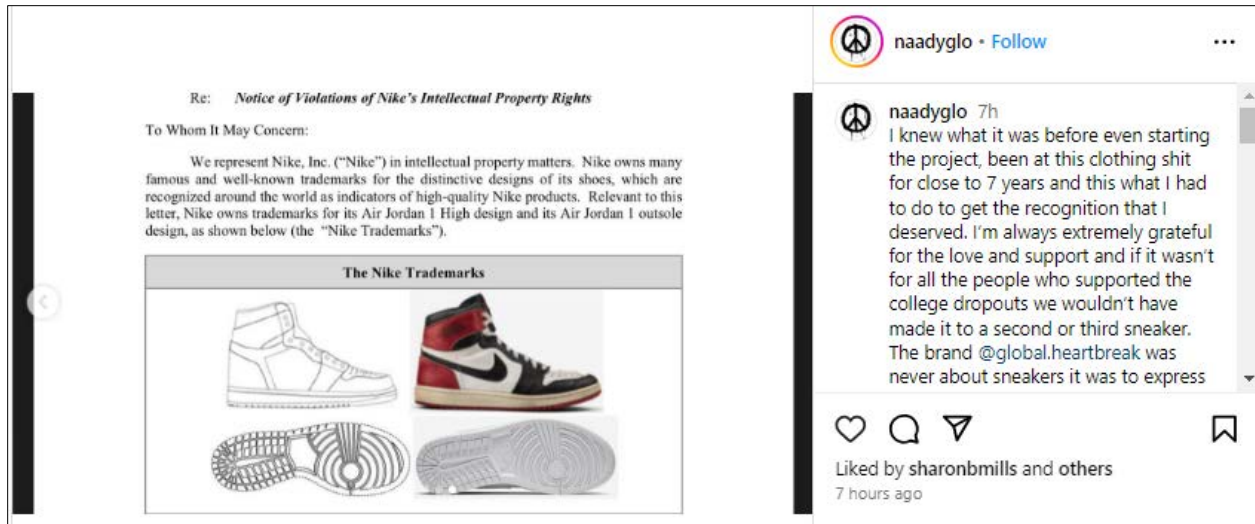 Re: Notice of Violations of Nike's Intellectual Property Rights
To Whom It May Concern:
We represent Nike, Inc. ("Nike") in intellectual property matters. Nike owns many
famous and well-known trademarks for the distinctive designs of its shoes, which are
recognized around the world as indicators of high-quality Nike products. Relevant to this
letter, Nike owns trademarks for its Air Jordan 1 High design and its Air Jordan 1 outsole
design, as shown below (the "Nike Trademarks").
The Nike Trademarks
naadyglo • Follow
naadyglo 7h
I knew what it was before even starting
the project, been at this clothing shit
for close to 7 years and this what I had
to do to get the recognition that I
deserved. I'm always extremely grateful
for the love and support and if it wasn't
for all the people who supported the
college dropouts we wouldn't have
made it to a second or third sneaker.
The brand @global.heartbreak was
never about sneakers it was to express
Liked by sharonbmills and others
7 hours ago